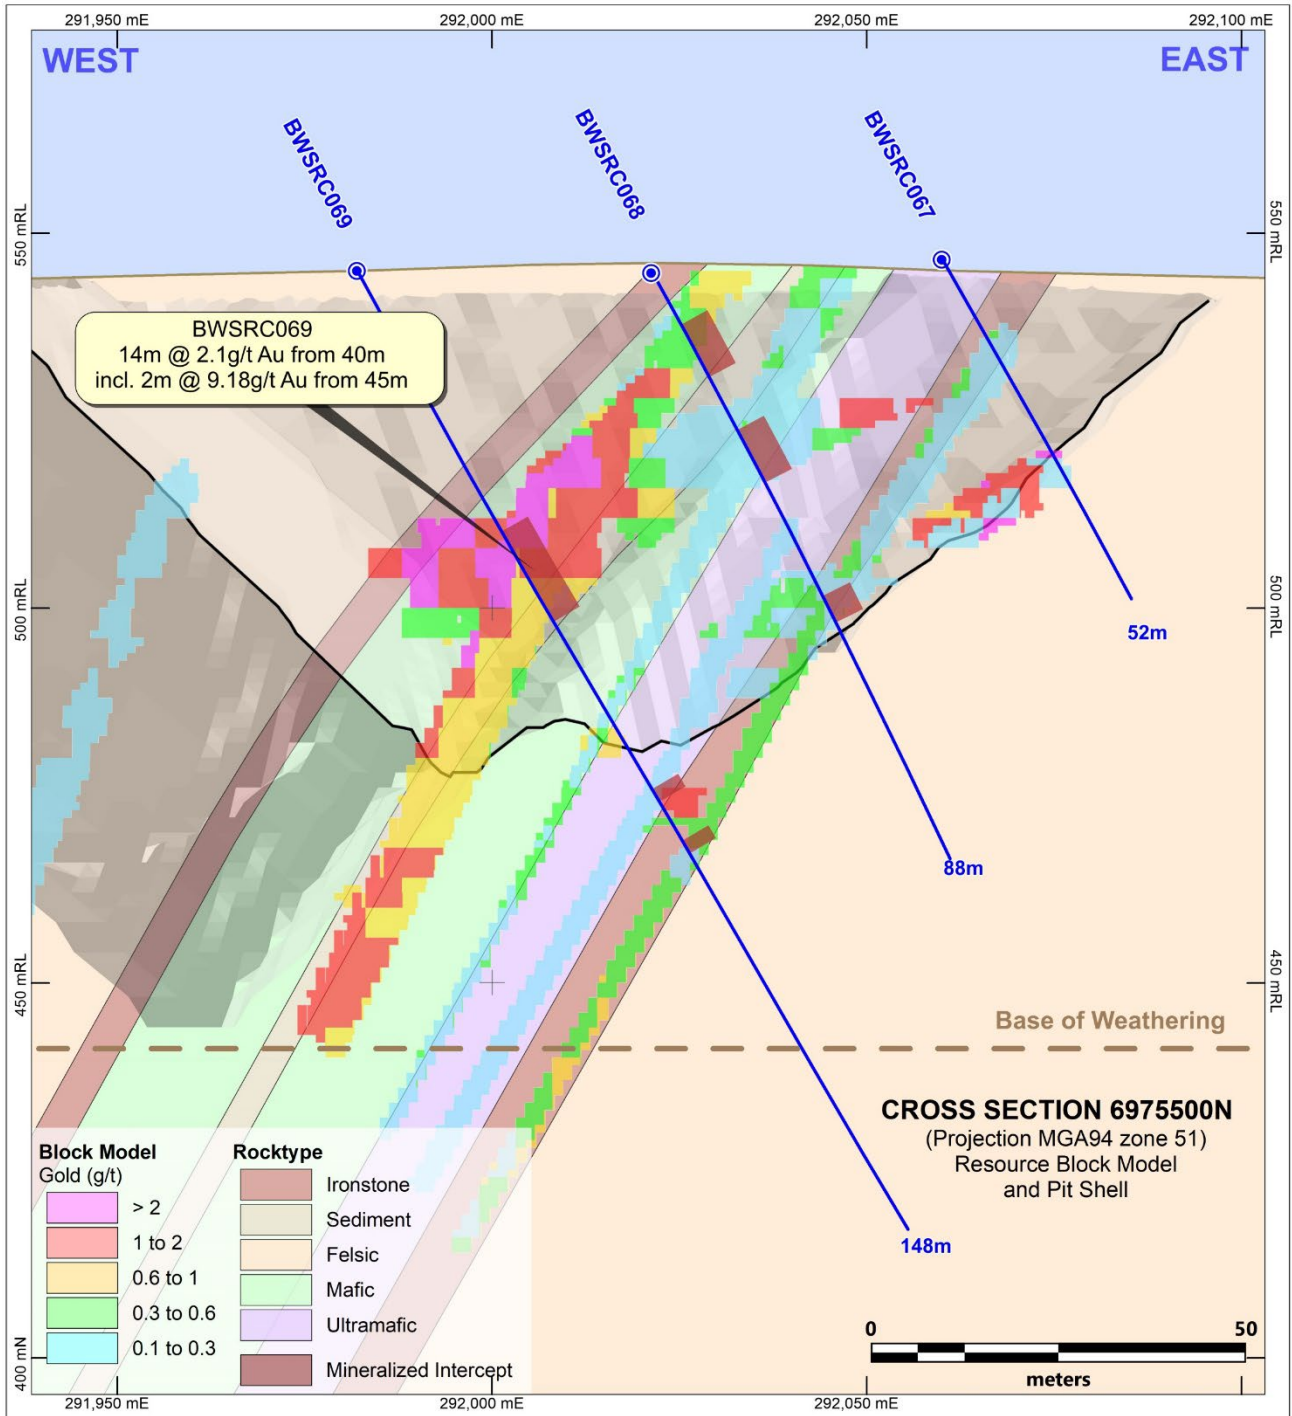 291,950 mE
292,000 mE
292,050 mE
292,100 mE
WEST
EAST
BWSRC069
BWSRC068
BWSRC067
550 mRL
550 mRL
BWSRC069
14m @ 2.1g/t Au from 40m
incl. 2m @ 9.18g/t Au from 45m
500 mRL
500 mRL
52m
88m
450 mRL
450 mRL
Base of Weathering
CROSS SECTION 6975500N
(Projection MGA94 zone 51)
Resource Block Model
and Pit Shell
148m
Block Model
Gold (g/t)
> 2
1 to 2
0.6 to 1
0.3 to 0.6
0.1 to 0.3
Rocktype
Ironstone
Sediment
Felsic
Mafic
Ultramafic
Mineralized Intercept
0
50
meters
400 mN
291,950 mE
292,000 mE
292,050 mE